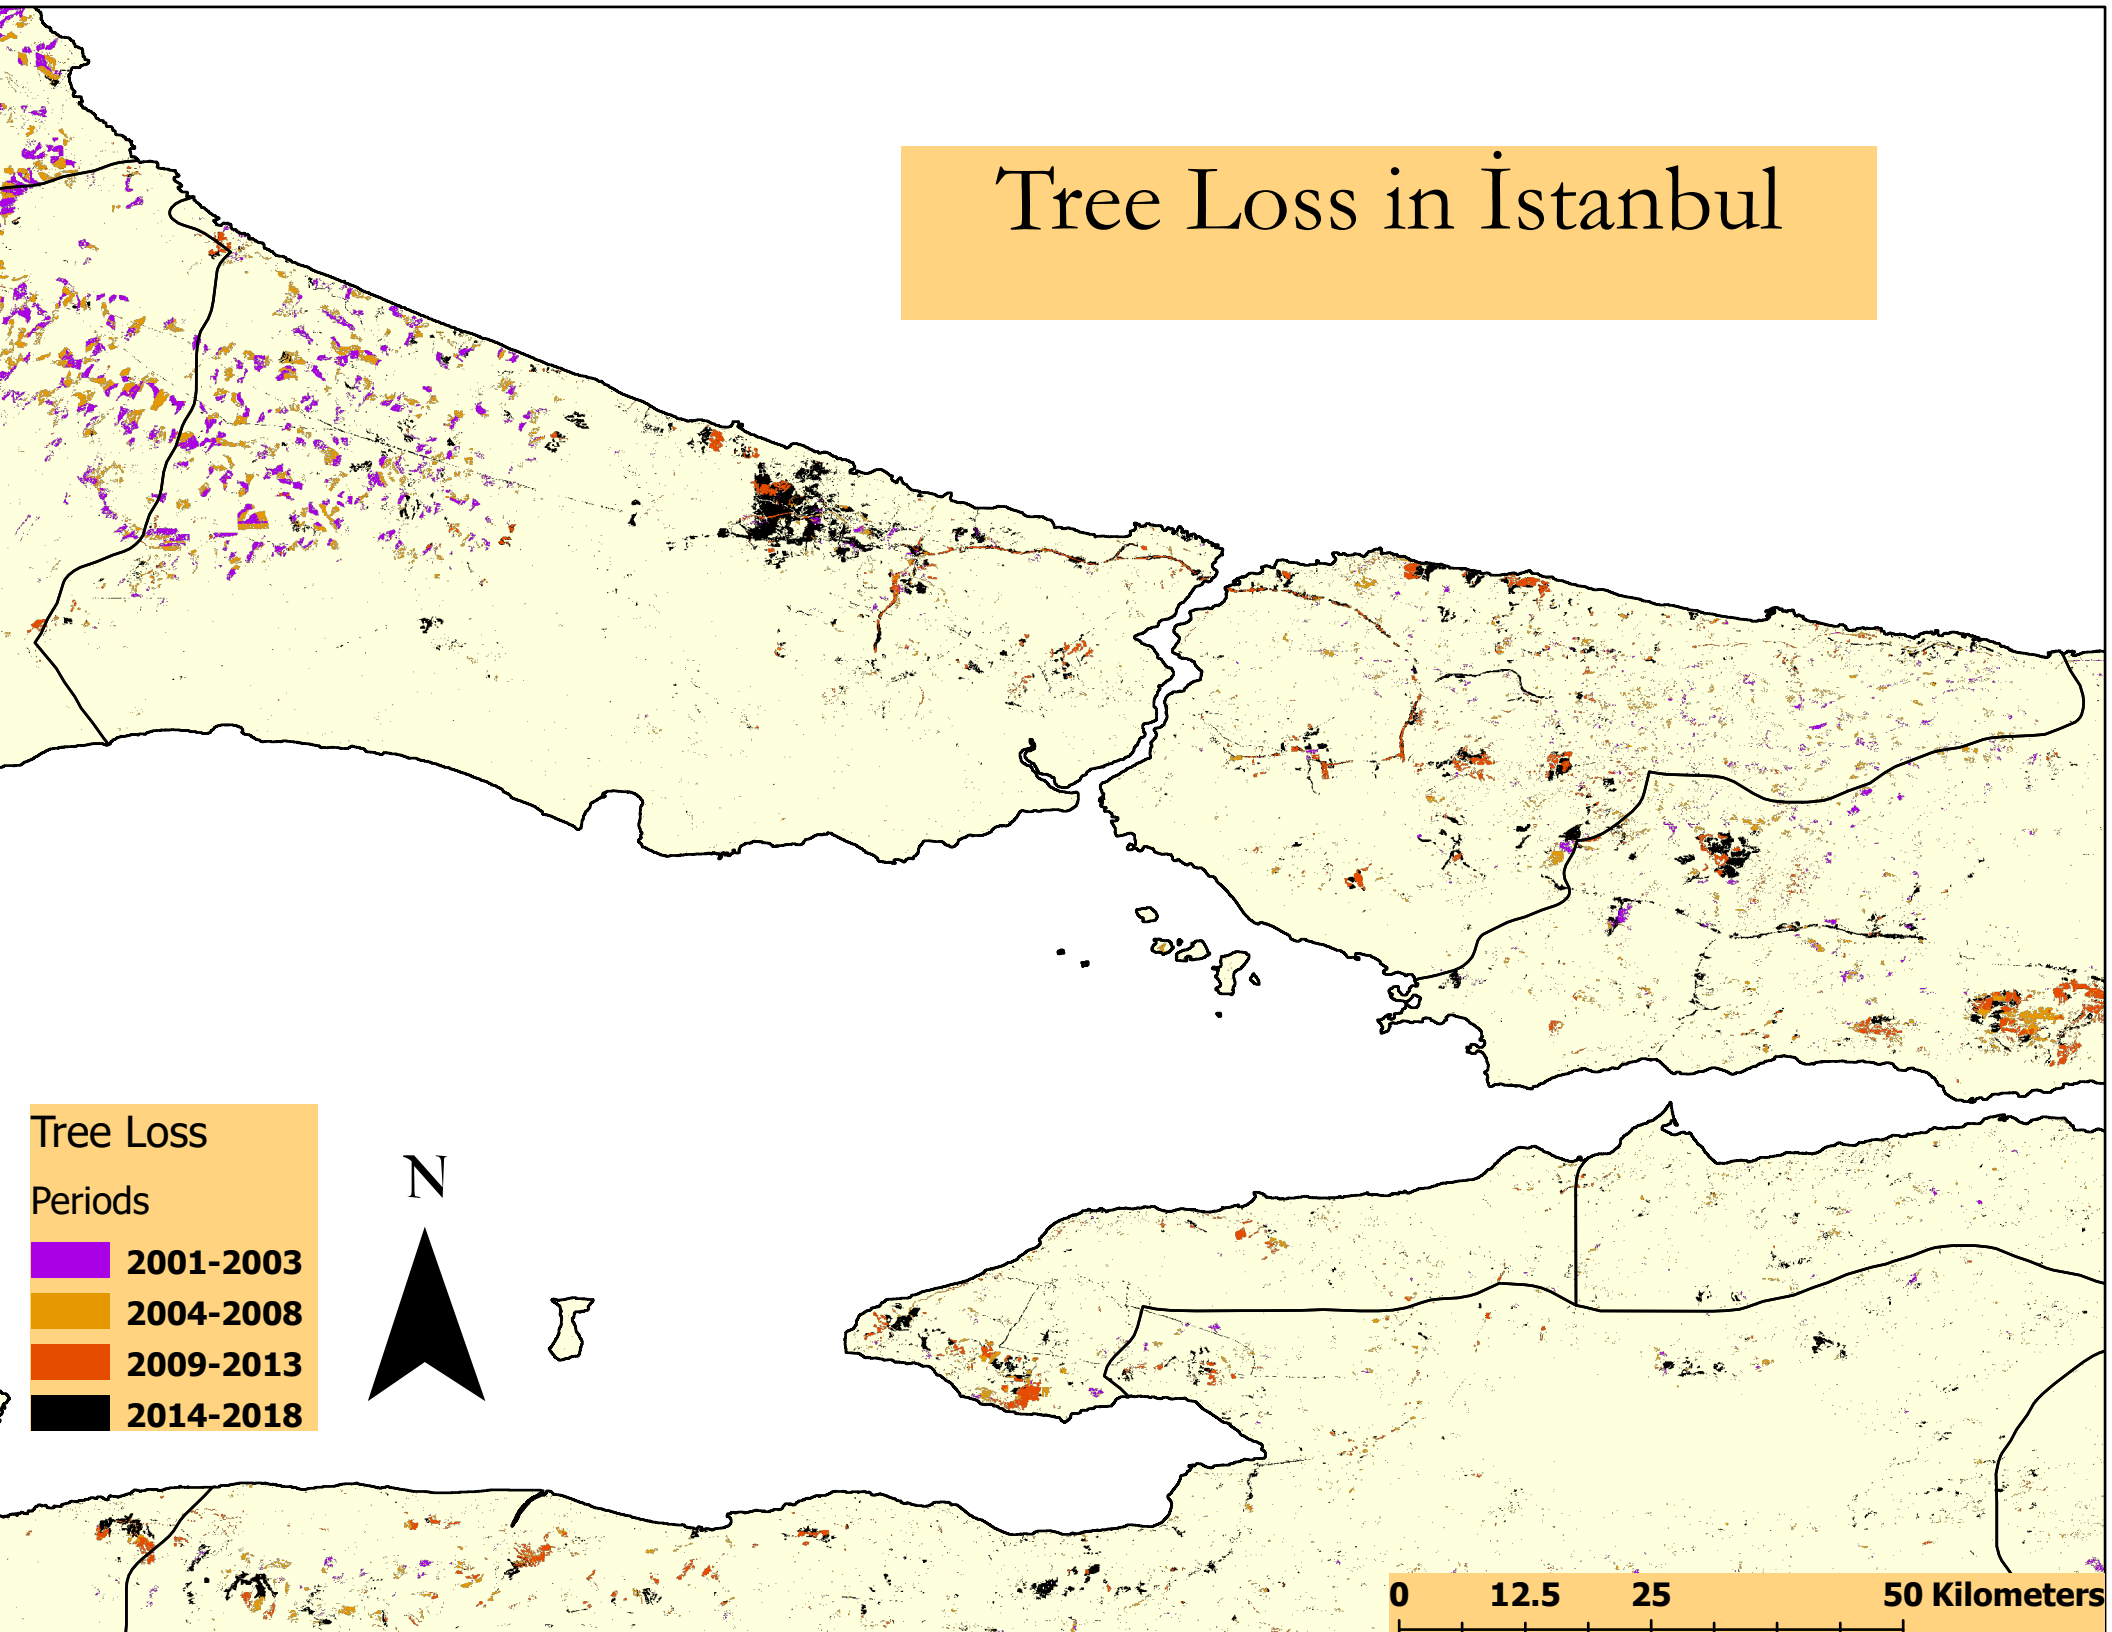 Tree Loss in İstanbul
Tree Loss
Periods
2001-2003
2004-2008
2009-2013
2014-2018
N
0 12.5 25 50 Kilometers